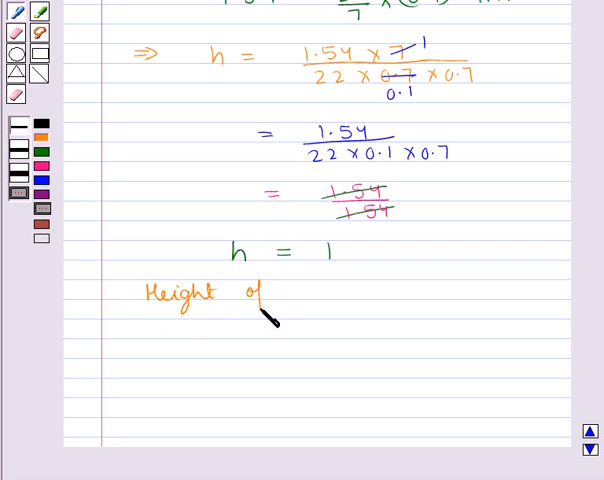 ⇒ h = 1.54 × 7 1
22 × 0.7 × 0.7
0.1
= 1.54
22 × 0.1 × 0.7
= 1.54
1.54
h = 1
Height of